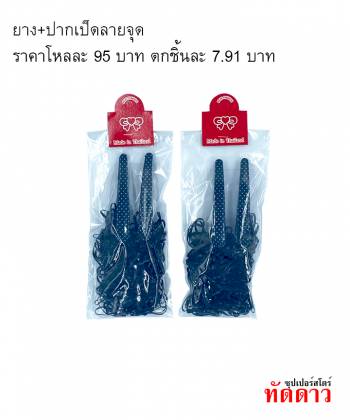 ยาง+ปากเป็ดลายจุด
ราคาโหลละ 95 บาท ตกชิ้นละ 7.91 บาท
Made in Thailand
Made in Thailand
ซุปเปอร์สโตร์
ทัดดาว